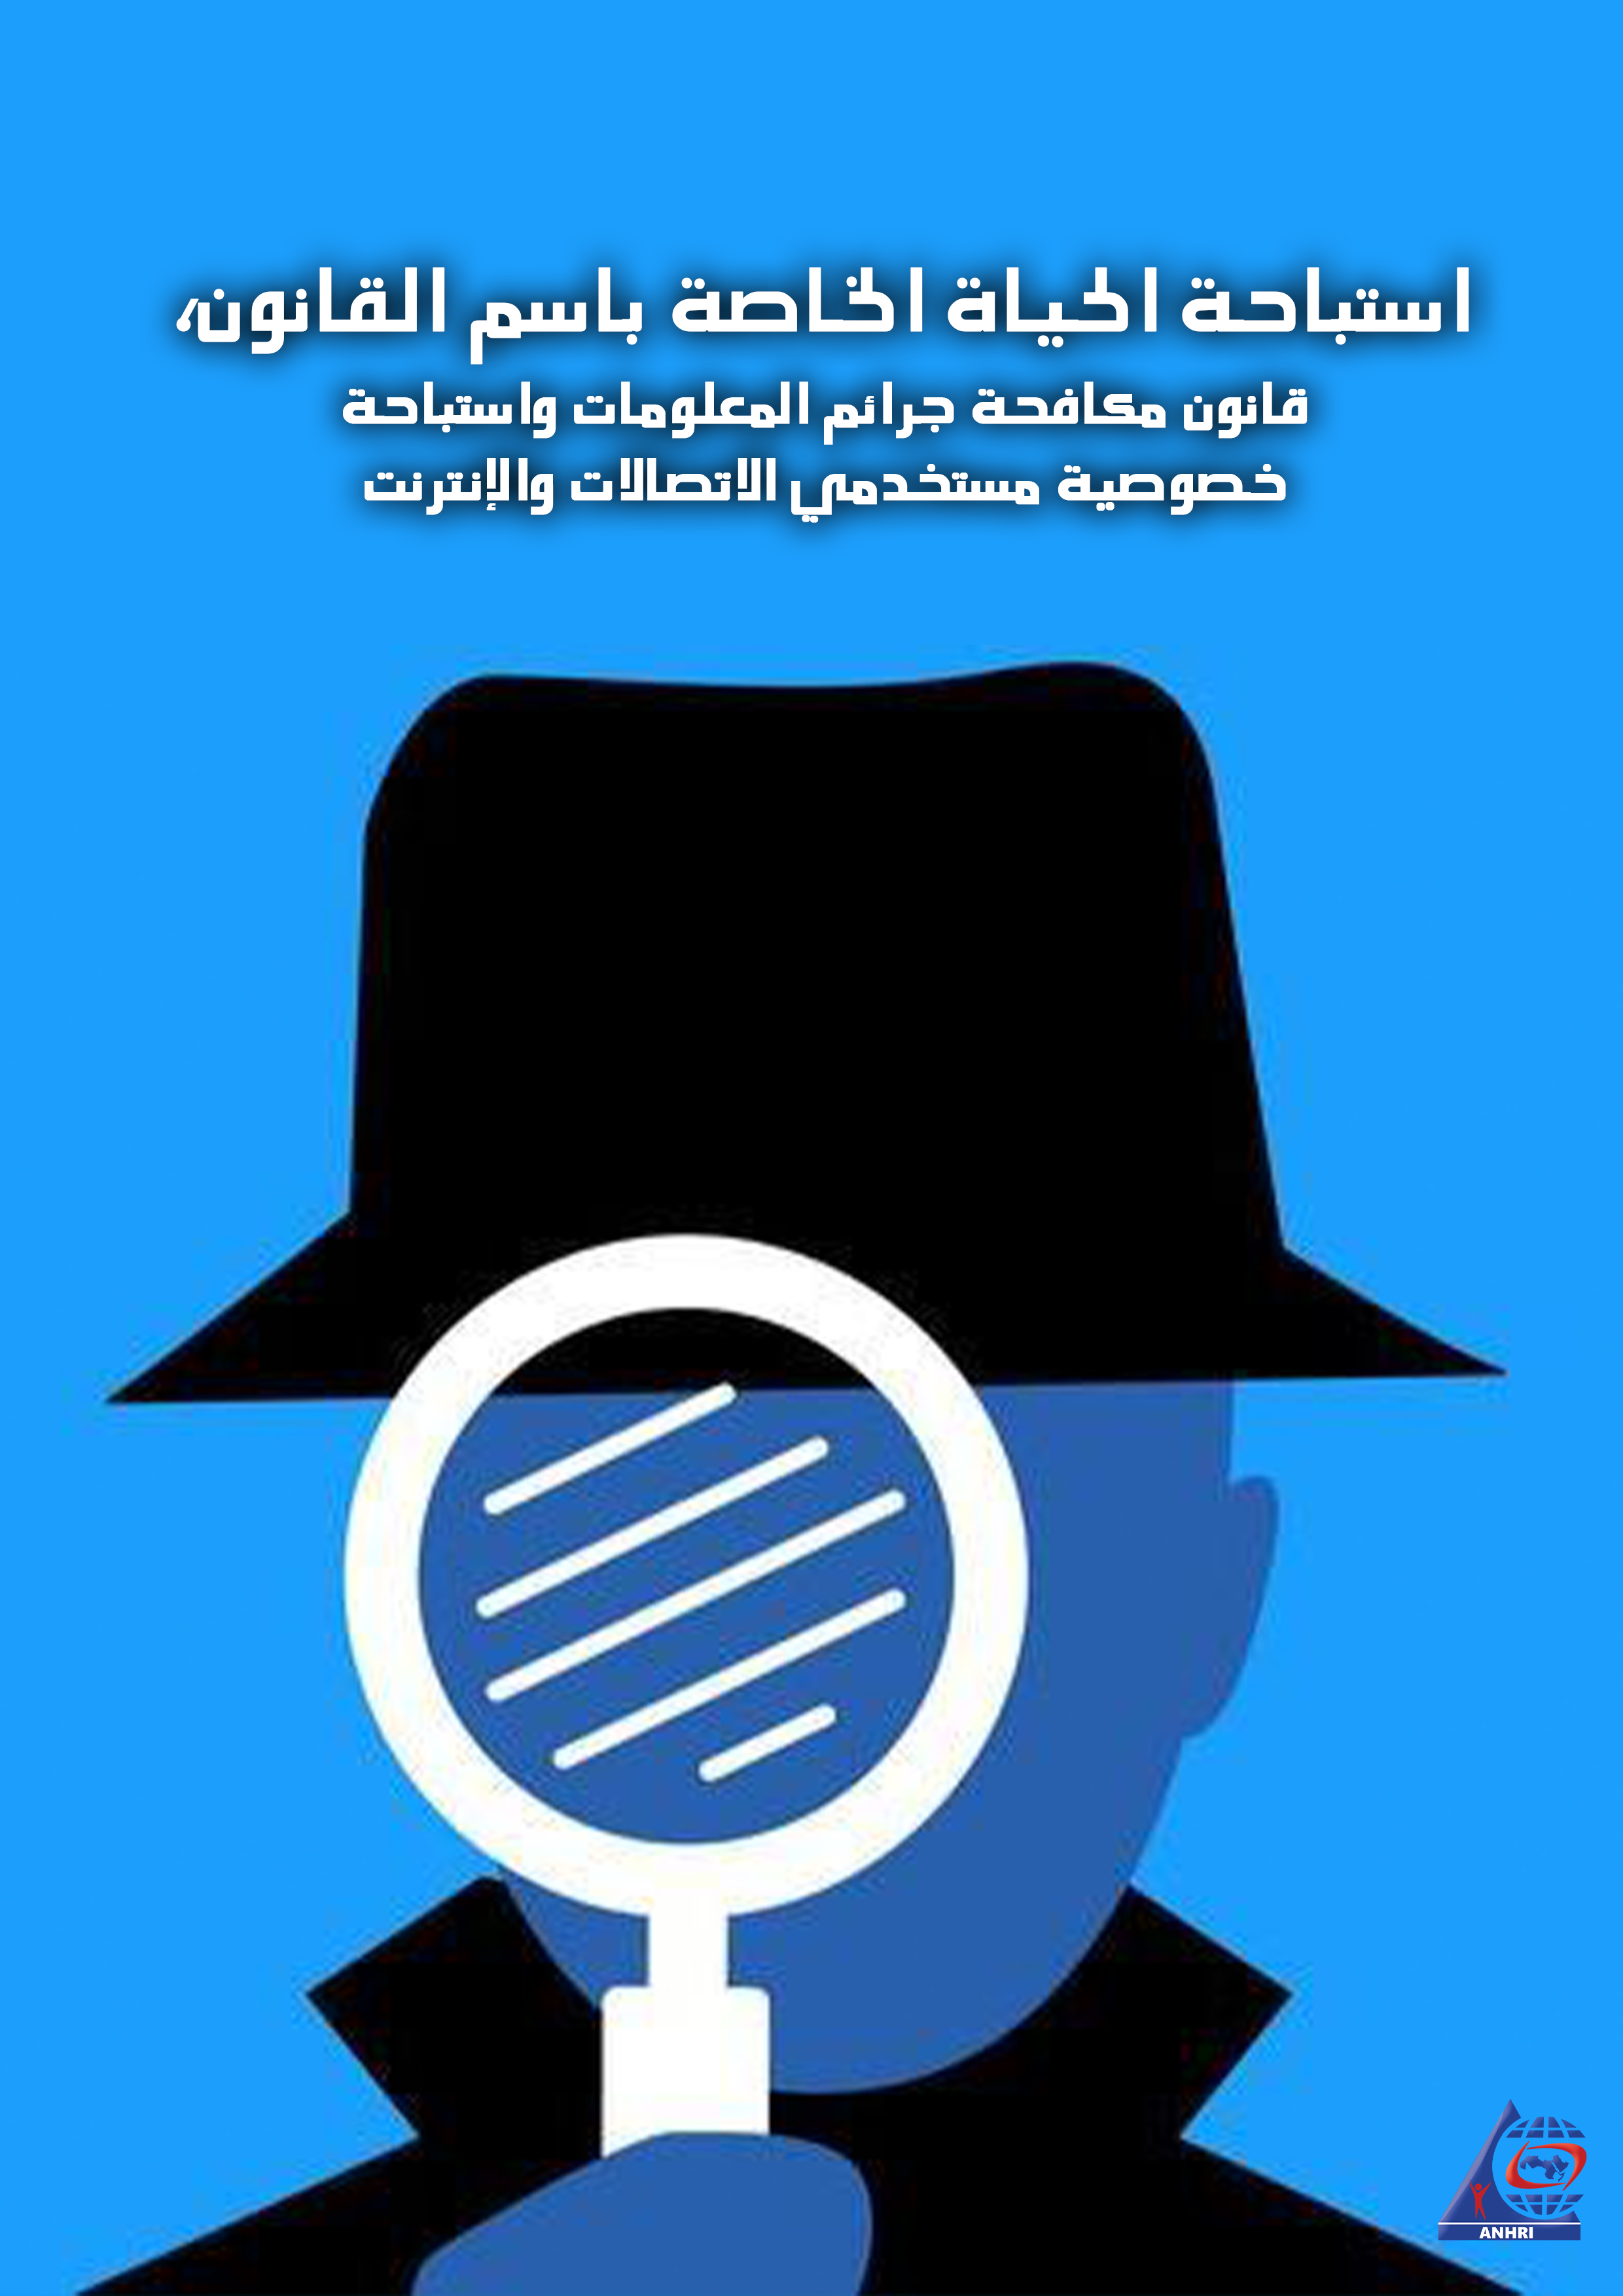 استباحة الحياة الخاصة باسم القانون،
قانون مكافحة جرائم المعلومات واستباحة
خصوصية مستخدمي الاتصالات والإنترنت
ANHRI